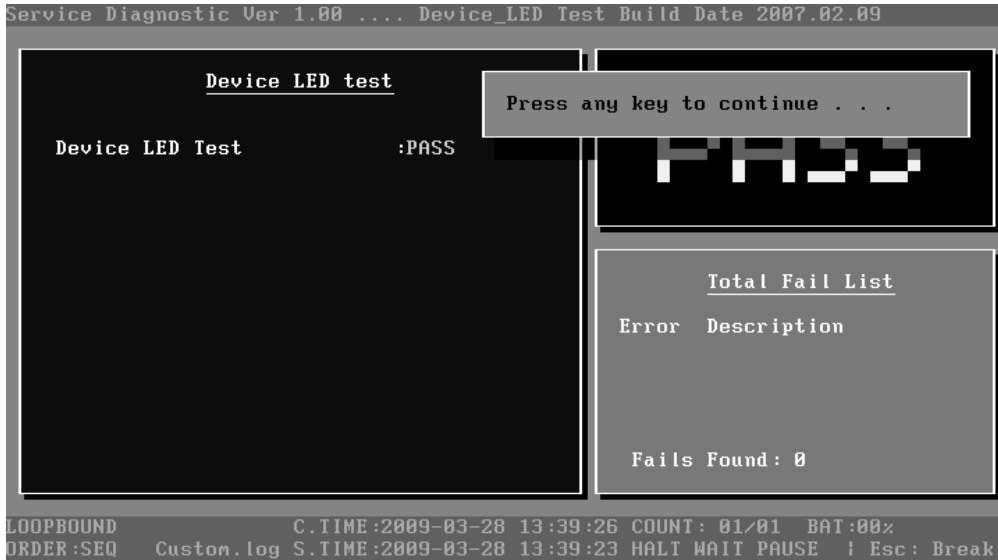 Service Diagnostic Ver 1.00 .... Device_LED Test Build Date 2007.02.09
Device LED test
Press any key to continue . . .
Device LED Test :PASS
PASS
Total Fail List
Error Description
Fails Found: 0
LOOPBOUND C.TIME:2009-03-28 13:39:26 COUNT: 01/01 BAT:00%
ORDER:SEQ Custom.log S.TIME:2009-03-28 13:39:23 HALT WAIT PAUSE ¦ Esc: Break